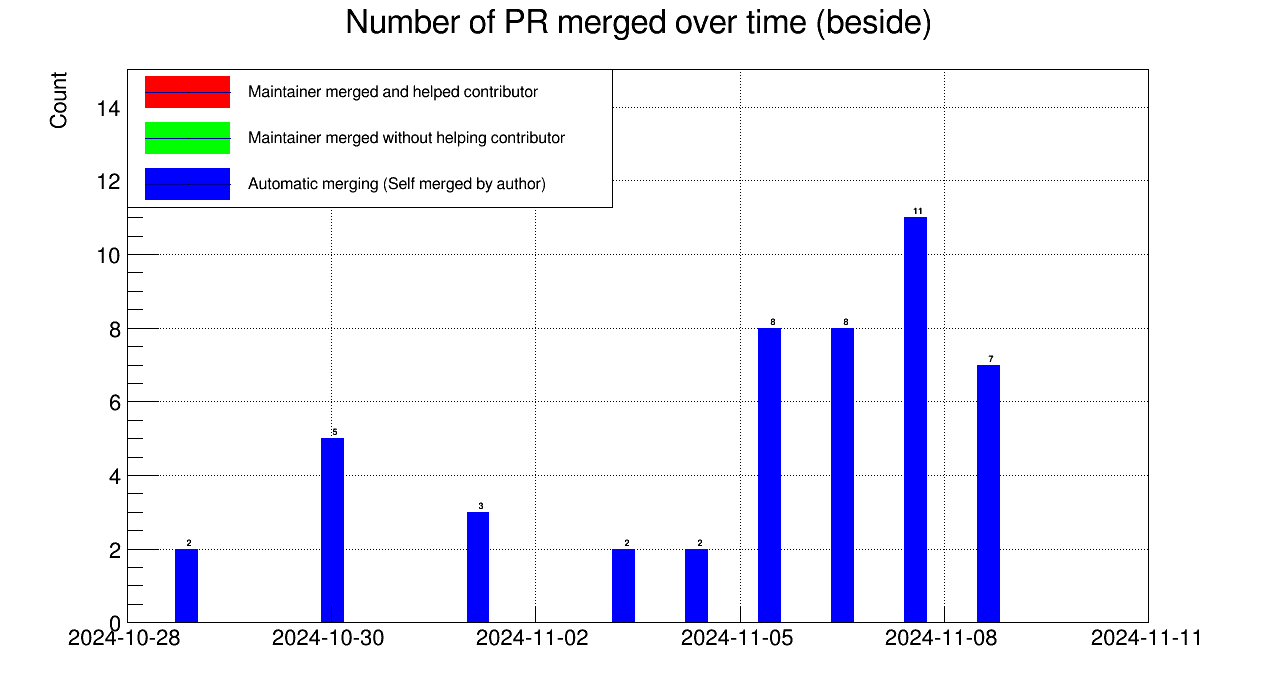 Number of PR merged over time (beside)
Count
Maintainer merged and helped contributor
Maintainer merged without helping contributor
Automatic merging (Self merged by author)
14
12
10
8
6
4
2
0
2
5
3
2
2
8
8
11
7
2024-10-28 2024-10-30 2024-11-02 2024-11-05 2024-11-08 2024-11-11